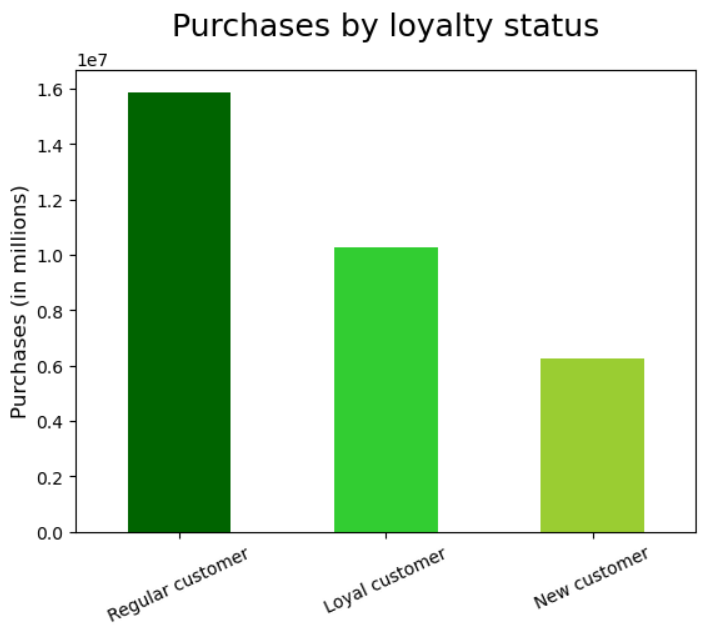 Purchases by loyalty status
1e7
Purchases (in millions)
1.6
1.4
1.2
1.0
0.8
0.6
0.4
0.2
0.0
Regular customer
Loyal customer
New customer